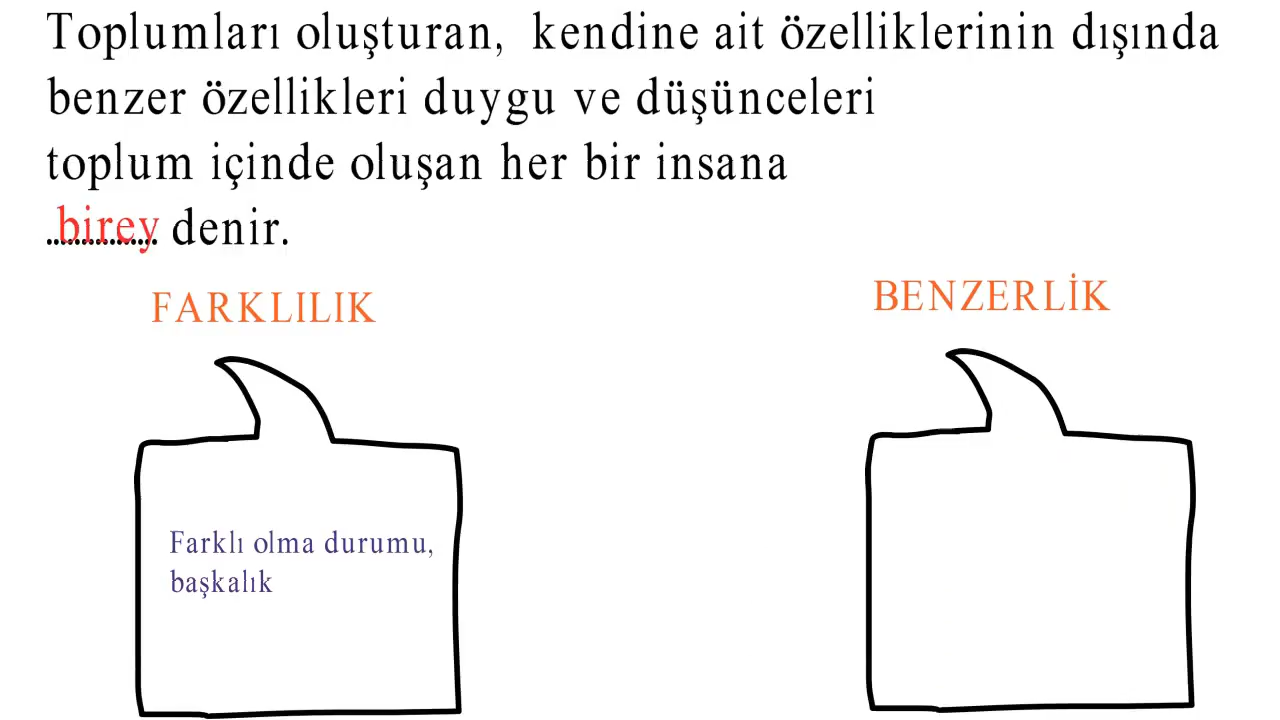 Toplumları oluşturan, kendine ait özelliklerinin dışında
benzer özellikleri duygu ve düşünceleri
toplum içinde oluşan her bir insana
birey denir.
FARKLILIK
BENZERLİK
Farklı olma durumu,
başkalık